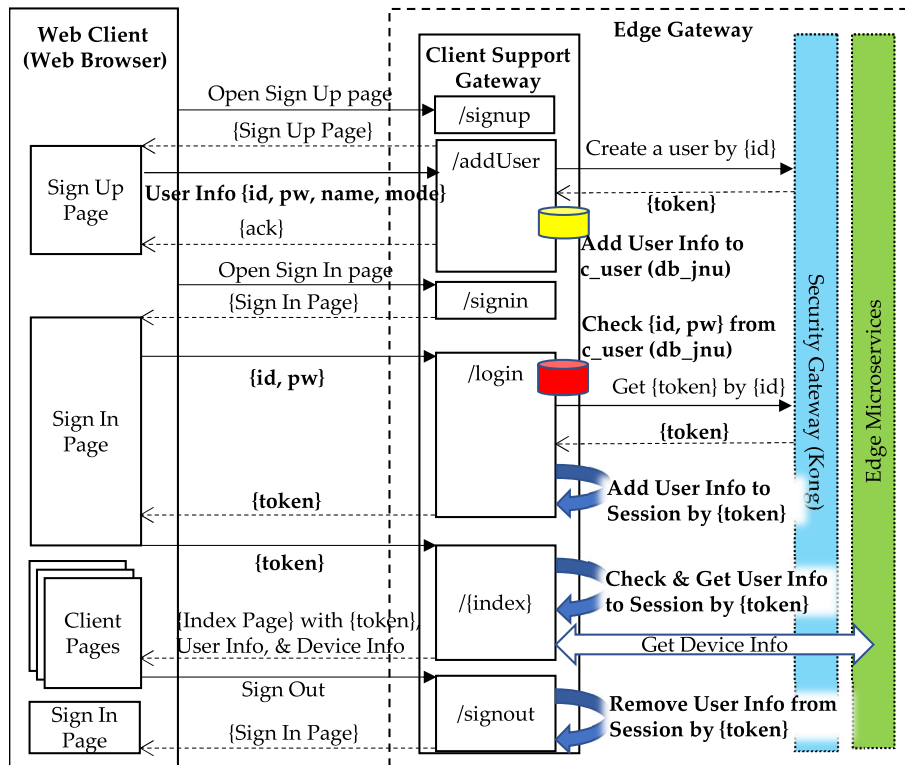 Web Client
(Web Browser)
Edge Gateway
Client Support
Gateway
Open Sign Up page
/signup
{Sign Up Page}
/addUser
Create a user by {id}
Sign Up
Page
User Info {id, pw, name, mode}
{token}
{ack}
Add User Info to
c_user (db_jnu)
Open Sign In page
{Sign In Page}
/signin
Check {id, pw} from
c_user (db_jnu)
{id, pw}
/login
Get {token} by {id}
Sign In
Page
{token}
Add User Info to
Session by {token}
{token}
Security Gateway (Kong)
Edge Microservices
{token}
/{index}
Check & Get User Info
to Session by {token}
Client
Pages
{Index Page} with {token},
User Info, & Device Info
Get Device Info
Sign Out
/signout
Remove User Info from
Session by {token}
Sign In
Page
{Sign In Page}